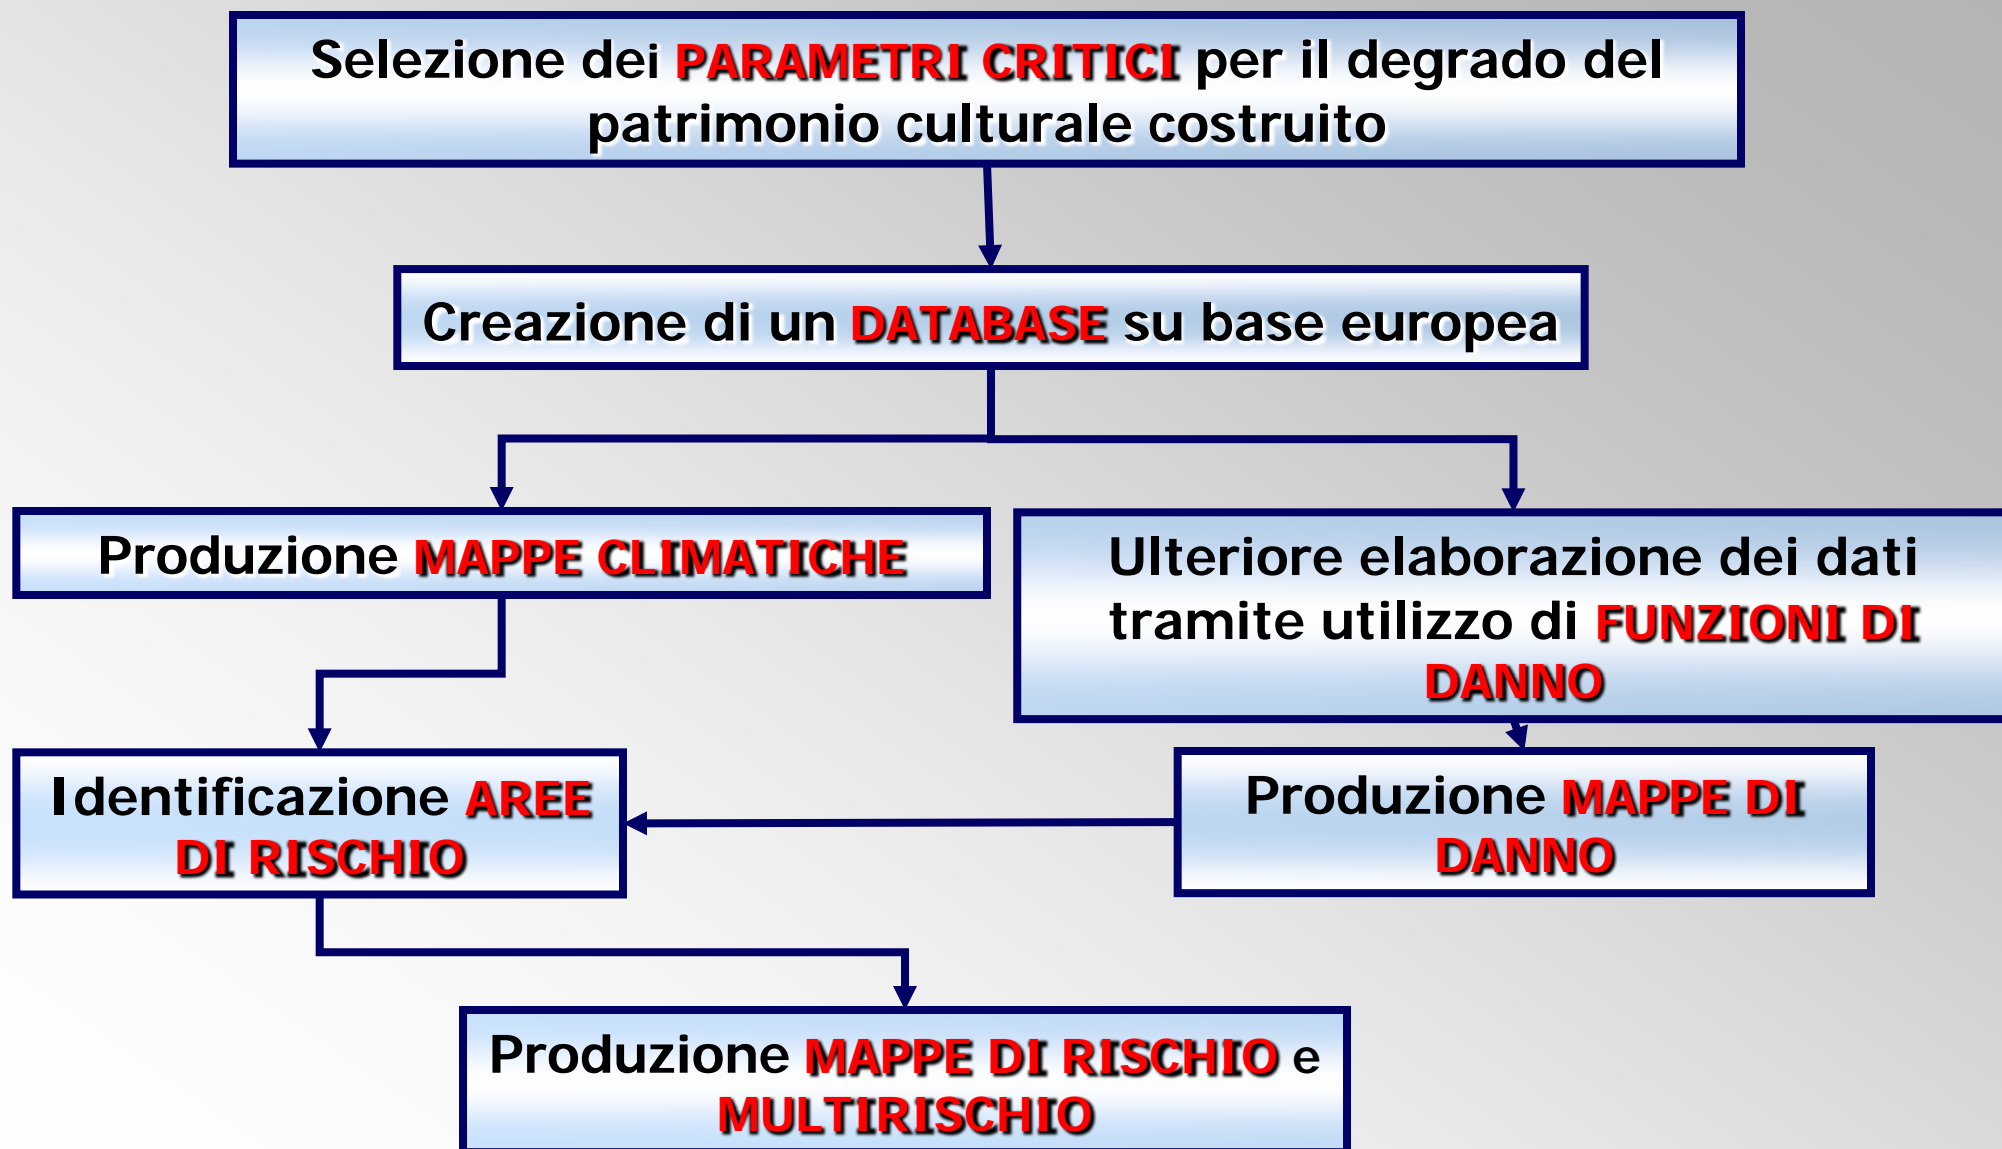 Selezione dei PARAMETRI CRITICI per il degrado del
patrimonio culturale costruito
Creazione di un DATABASE su base europea
Produzione MAPPE CLIMATICHE
Ulteriore elaborazione dei dati
tramite utilizzo di FUNZIONI DI
DANNO
Identificazione AREE
DI RISCHIO
Produzione MAPPE DI
DANNO
Produzione MAPPE DI RISCHIO e
MULTIRISCHIO